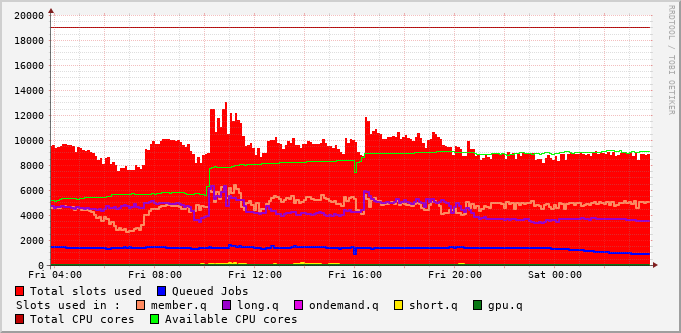 20000
18000
16000
14000
12000
10000
8000
6000
4000
2000
0
Fri 04:00 Fri 08:00 Fri 12:00 Fri 16:00 Fri 20:00 Sat 00:00
Total slots used Queued Jobs
Slots used in : member.q long.q ondemand.q short.q gpu.q
Total CPU cores Available CPU cores
RRDTOOL / TOBI OETIKER